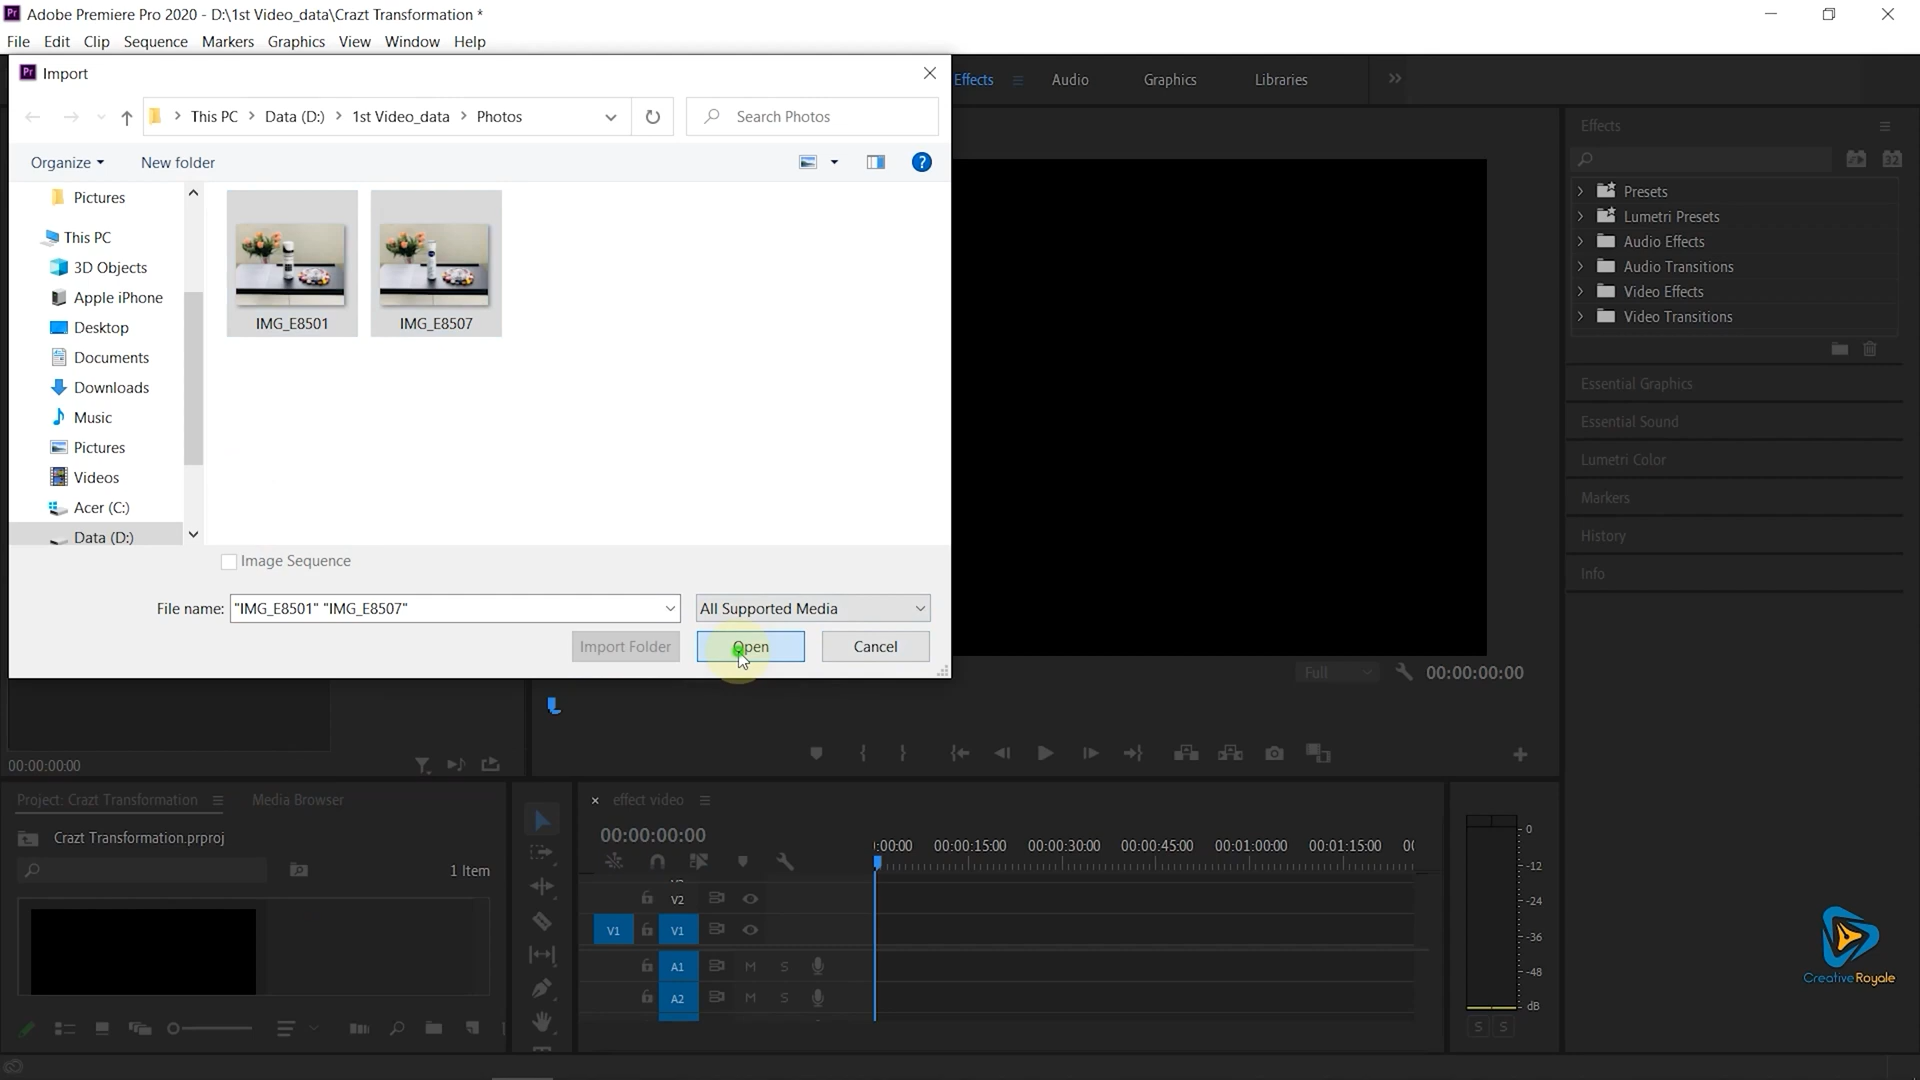 Adobe Premiere Pro 2020 - D:\1st Video_data\Crazt Transformation *
File Edit Clip Sequence Markers Graphics View Window Help
Import
Effects Audio Graphics Libraries
This PC > Data (D:) > 1st Video_data > Photos
Search Photos
Organize New folder
Pictures
This PC
3D Objects
Apple iPhone
Desktop
Documents
Downloads
Music
Pictures
Videos
Acer (C:)
Data (D:)
IMG_E8501 IMG_E8507
Image Sequence
File name: "IMG_E8501" "IMG_E8507" All Supported Media
Import Folder Open Cancel
Effects
Presets
Lumetri Presets
Audio Effects
Audio Transitions
Video Effects
Video Transitions
Essential Graphics
Essential Sound
Lumetri Color
Markers
History
Info
Full 00:00:00:00
00:00:00:00
Project: Crazt Transformation Media Browser
Crazt Transformation.prproj
1 Item
effect video
00:00:00:00
:00:00 00:00:15:00 00:00:30:00 00:00:45:00 00:01:00:00 00:01:15:00
V2
V1 V1
A1 M S
A2 M S
0
-12
-24
-36
-48
dB
S S
Creative Royale